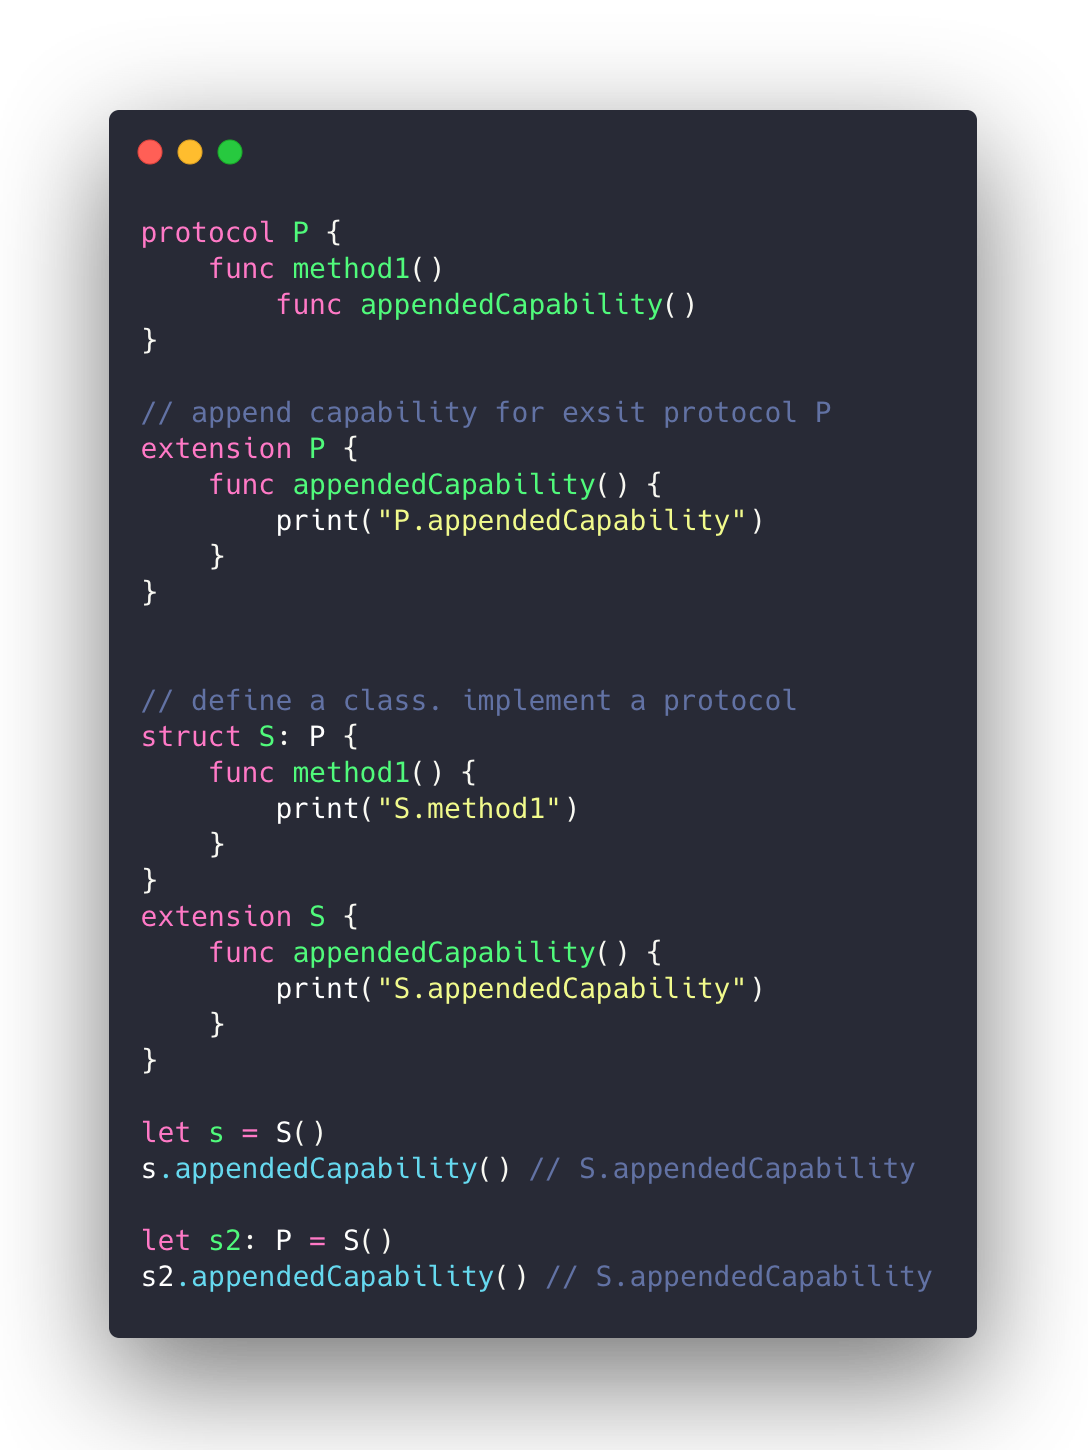 protocol P {
    func method1()
        func appendedCapability()
}

// append capability for exsit protocol P
extension P {
    func appendedCapability() {
        print("P.appendedCapability")
    }
}


// define a class. implement a protocol
struct S: P {
    func method1() {
        print("S.method1")
    }
}
extension S {
    func appendedCapability() {
        print("S.appendedCapability")
    }
}

let s = S()
s.appendedCapability() // S.appendedCapability

let s2: P = S()
s2.appendedCapability() // S.appendedCapability